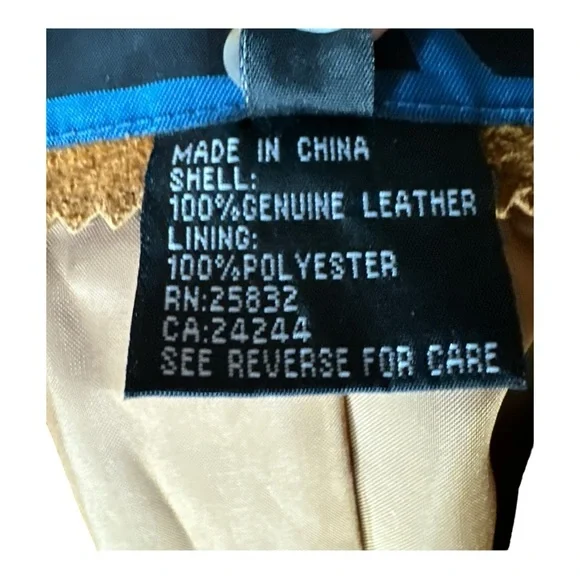 MADE IN CHINA
SHELL:
100%GENUINE LEATHER
LINING:
100%POLYESTER
RN:25832
CA:24244
SEE REVERSE FOR CARE